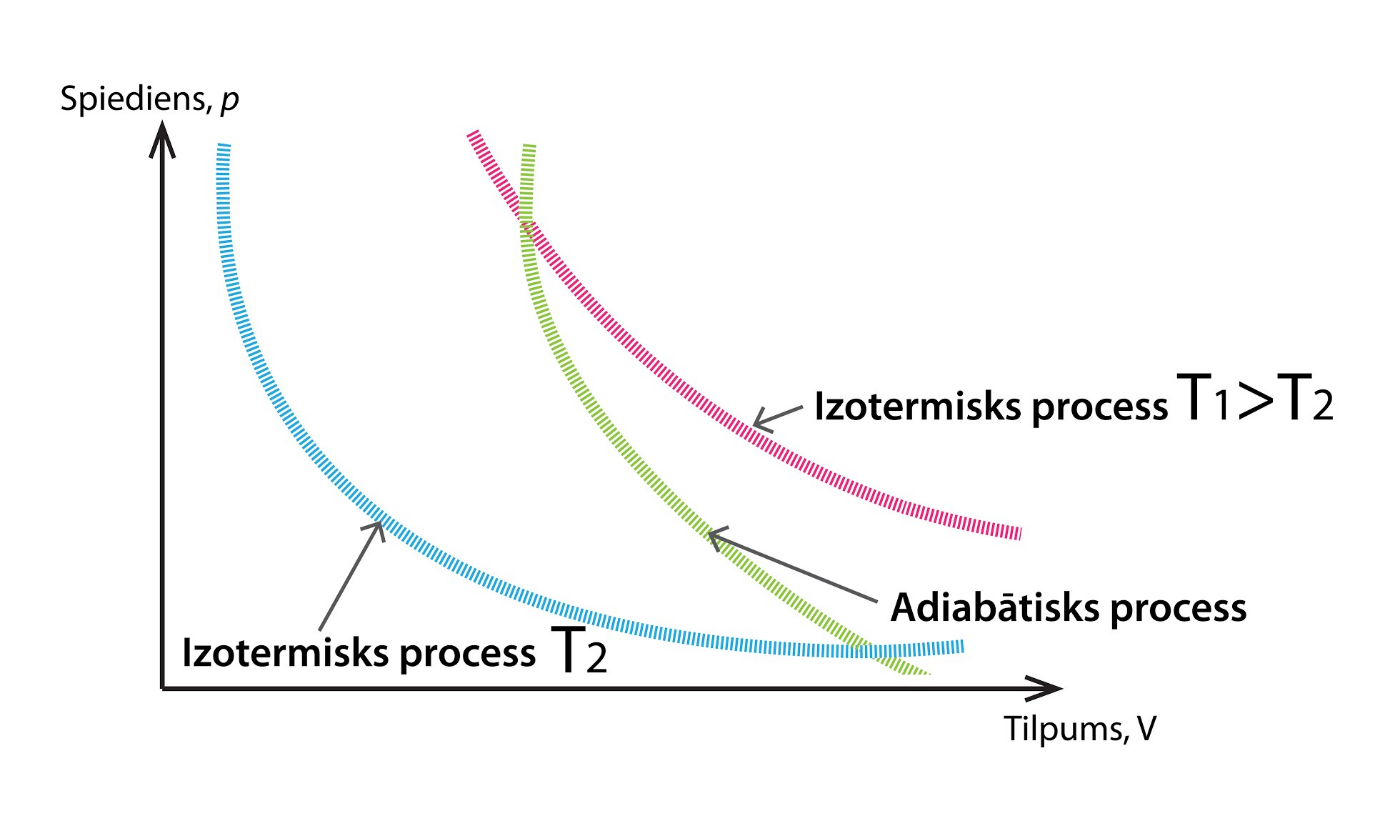 Spiediens, p
Izotermisks process T1>T2
Adiabātisks process
Izotermisks process T2
Tilpums, V